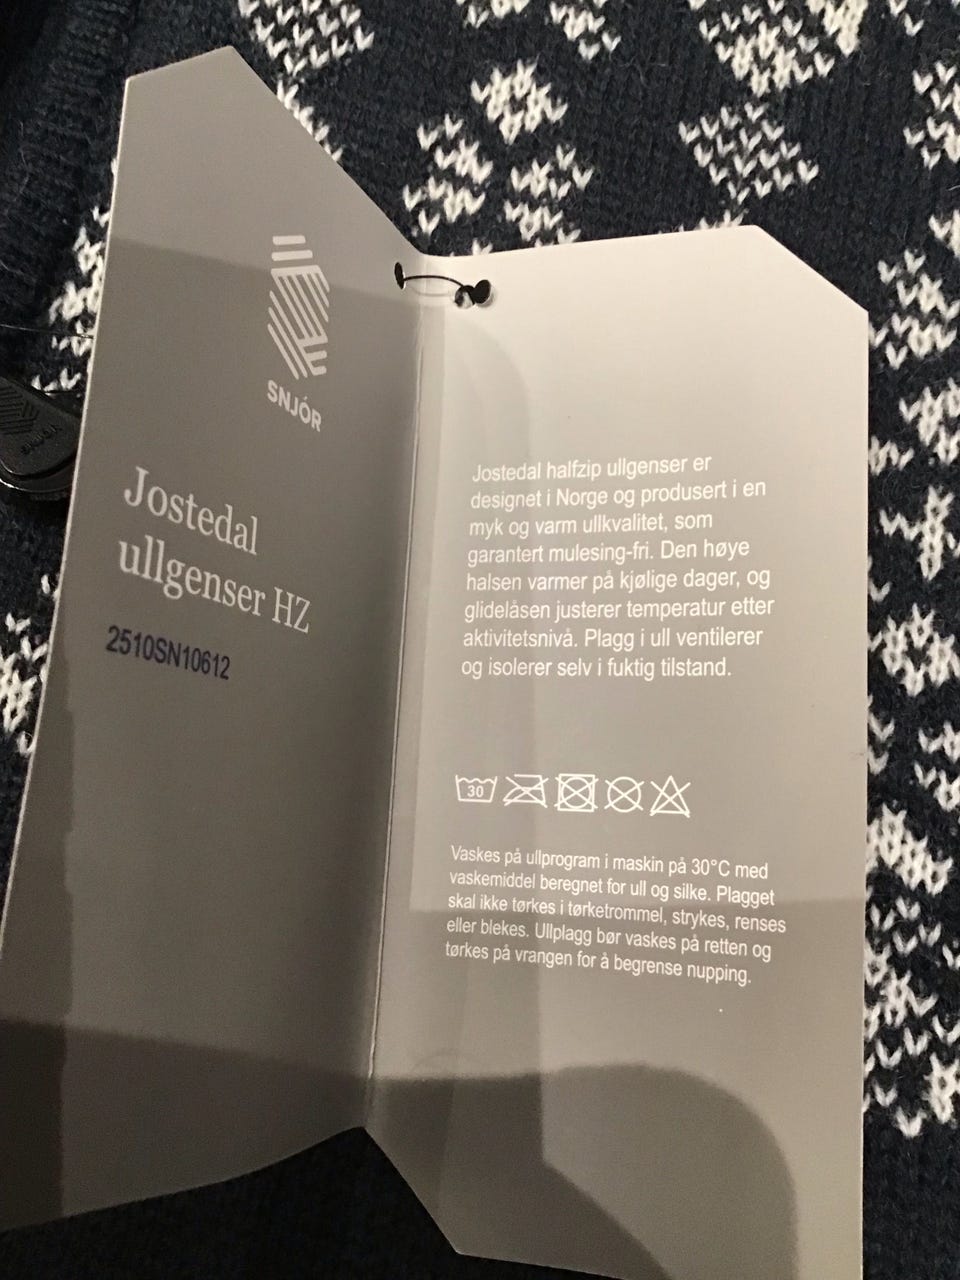 SNJÓR
Jostedal
ullgenser HZ
2510SN10612
Jostedal halfzip ullgenser er
designet i Norge og produsert i en
myk og varm ullkvalitet, som
garantert mulesing-fri. Den høye
halsen varmer på kjølige dager, og
glidelåsen justerer temperatur etter
aktivitetsnivå. Plagg i ull ventilerer
og isolerer selv i fuktig tilstand.
30
Vaskes på ullprogram i maskin på 30°C med
vaskemiddel beregnet for ull og silke. Plagget
skal ikke tørkes i tørketrommel, strykes, renses
eller blekes. Ullplagg bør vaskes på retten og
tørkes på vrangen for å begrense nupping.